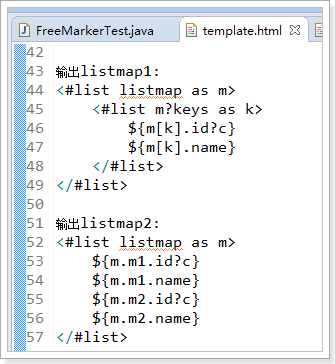 FreeMarkerTest.java template.html
42
43 输出listmap1:
44 <#list listmap as m>
45     <#list m?keys as k>
46         ${m[k].id?c}
47         ${m[k].name}
48     </#list>
49 </#list>
50
51 输出listmap2:
52 <#list listmap as m>
53     ${m.m1.id?c}
54     ${m.m1.name}
55     ${m.m2.id?c}
56     ${m.m2.name}
57 </#list>